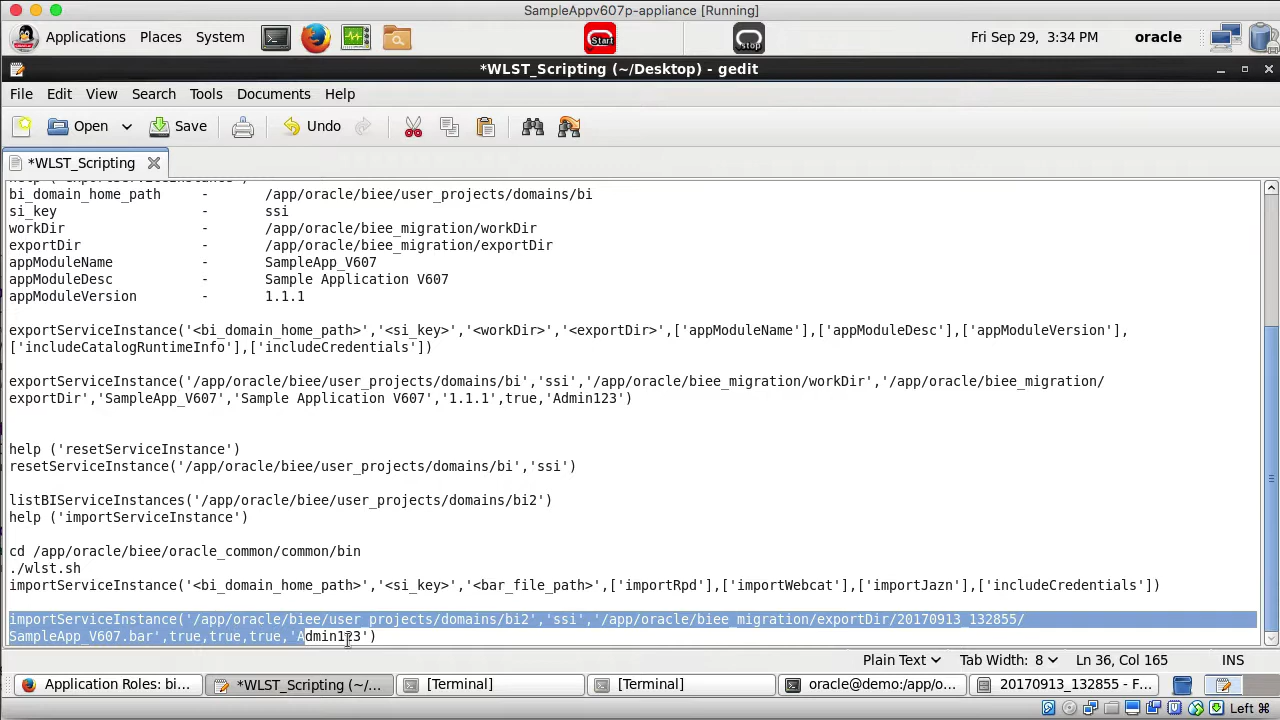 SampleAppv607p-appliance [Running]
Applications Places System
Start
stop
Fri Sep 29, 3:34 PM
oracle
*WLST_Scripting (~/Desktop) - gedit
File Edit View Search Tools Documents Help
Open Save Undo
*WLST_Scripting
bi_domain_home_path - /app/oracle/biee/user_projects/domains/bi
si_key - ssi
workDir - /app/oracle/biee_migration/workDir
exportDir - /app/oracle/biee_migration/exportDir
appModuleName - SampleApp_V607
appModuleDesc - Sample Application V607
appModuleVersion - 1.1.1
exportServiceInstance('<bi_domain_home_path>','<si_key>','<workDir>','<exportDir>',['appModuleName'],['appModuleDesc'],['appModuleVersion'],
['includeCatalogRuntimeInfo'],['includeCredentials'])
exportServiceInstance('/app/oracle/biee/user_projects/domains/bi','ssi','/app/oracle/biee_migration/workDir','/app/oracle/biee_migration/
exportDir','SampleApp_V607','Sample Application V607','1.1.1',true,'Admin123')
help ('resetServiceInstance')
resetServiceInstance('/app/oracle/biee/user_projects/domains/bi','ssi')
listBIServiceInstances('/app/oracle/biee/user_projects/domains/bi2')
help ('importServiceInstance')
cd /app/oracle/biee/oracle_common/common/bin
./wlst.sh
importServiceInstance('<bi_domain_home_path>','<si_key>','<bar_file_path>',['importRpd'],['importWebcat'],['importJazn'],['includeCredentials'])
importServiceInstance('/app/oracle/biee/user_projects/domains/bi2','ssi','/app/oracle/biee_migration/exportDir/20170913_132855/
SampleApp_V607.bar',true,true,true,'Admin123')
Plain Text Tab Width: 8 Ln 36, Col 165 INS
Application Roles: bi... *WLST_Scripting (~/... [Terminal] [Terminal] oracle@demo:/app/o... 20170913_132855 - F...
Left ⌘